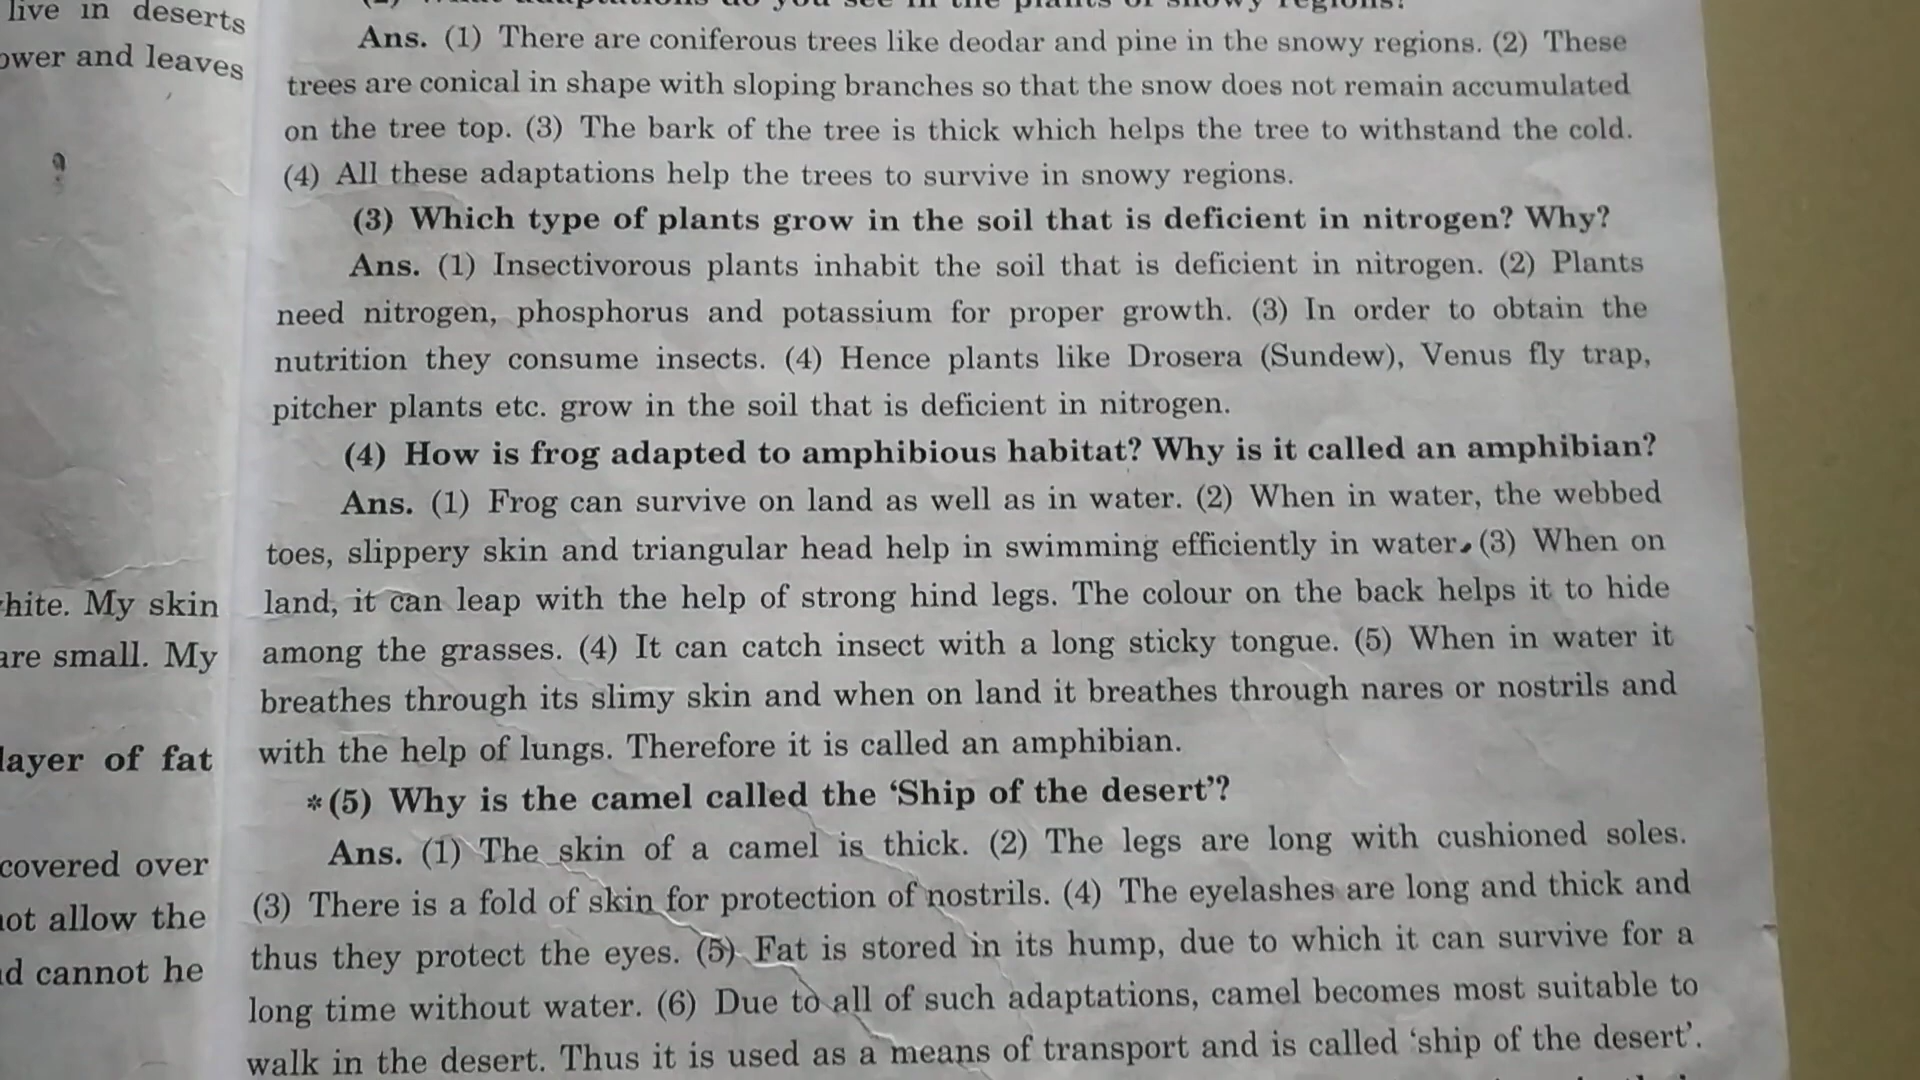 live in deserts
ower and leaves
hite. My skin
are small. My
layer of fat
covered over
not allow the
nd cannot he
Ans. (1) There are coniferous trees like deodar and pine in the snowy regions. (2) These
trees are conical in shape with sloping branches so that the snow does not remain accumulated
on the tree top. (3) The bark of the tree is thick which helps the tree to withstand the cold.
(4) All these adaptations help the trees to survive in snowy regions.
(3) Which type of plants grow in the soil that is deficient in nitrogen? Why?
Ans. (1) Insectivorous plants inhabit the soil that is deficient in nitrogen. (2) Plants
need nitrogen, phosphorus and potassium for proper growth. (3) In order to obtain the
nutrition they consume insects. (4) Hence plants like Drosera (Sundew), Venus fly trap,
pitcher plants etc. grow in the soil that is deficient in nitrogen.
(4) How is frog adapted to amphibious habitat? Why is it called an amphibian?
Ans. (1) Frog can survive on land as well as in water. (2) When in water, the webbed
toes, slippery skin and triangular head help in swimming efficiently in water. (3) When on
land, it can leap with the help of strong hind legs. The colour on the back helps it to hide
among the grasses. (4) It can catch insect with a long sticky tongue. (5) When in water it
breathes through its slimy skin and when on land it breathes through nares or nostrils and
with the help of lungs. Therefore it is called an amphibian.
*(5) Why is the camel called the ‘Ship of the desert’?
Ans. (1) The skin of a camel is thick. (2) The legs are long with cushioned soles.
(3) There is a fold of skin for protection of nostrils. (4) The eyelashes are long and thick and
thus they protect the eyes. (5) Fat is stored in its hump, due to which it can survive for a
long time without water. (6) Due to all of such adaptations, camel becomes most suitable to
walk in the desert. Thus it is used as a means of transport and is called ‘ship of the desert’.